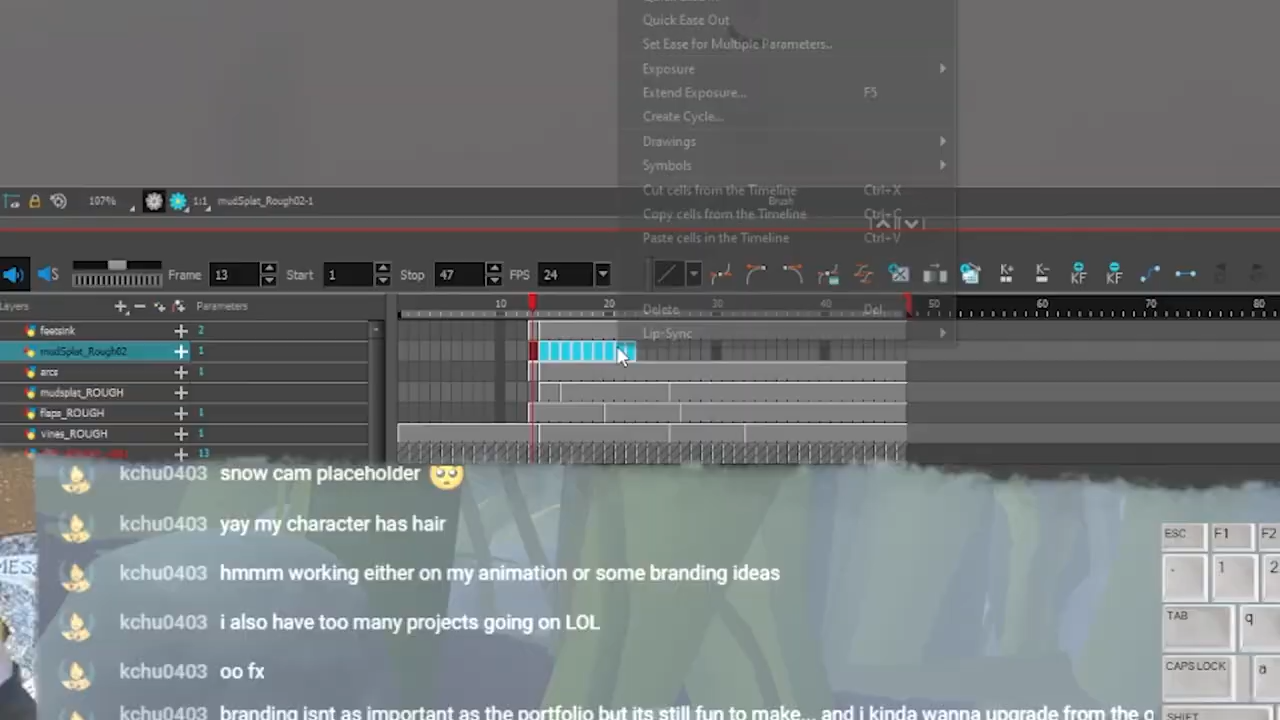 Quick Ease Out
Set Ease for Multiple Parameters..
Exposure
Extend Exposure... F5
Create Cycle...
Drawings
Symbols
Cut cells from the Timeline Ctrl+X
Copy cells from the Timeline Ctrl+C
Paste cells in the Timeline Ctrl+V
Delete Del
Lip-Sync
107% 1:1 mudSplat_Rough02-1
Brush
Frame 13 Start 1 Stop 47 FPS 24
Layers Parameters
10 20 30 40 50 60 70 80
feetsink 2
mudSplat_Rough02 1
arcs 1
mudsplat_ROUGH
flaps_ROUGH 1
vines_ROUGH 1
13
kchu0403 snow cam placeholder 🥺
kchu0403 yay my character has hair
kchu0403 hmmm working either on my animation or some branding ideas
kchu0403 i also have too many projects going on LOL
kchu0403 oo fx
kchu0403 branding isnt as important as the portfolio but its still fun to make... and i kinda wanna upgrade from the o
ESC F1 F2
1 2
TAB q
CAPS LOCK a
SHIFT